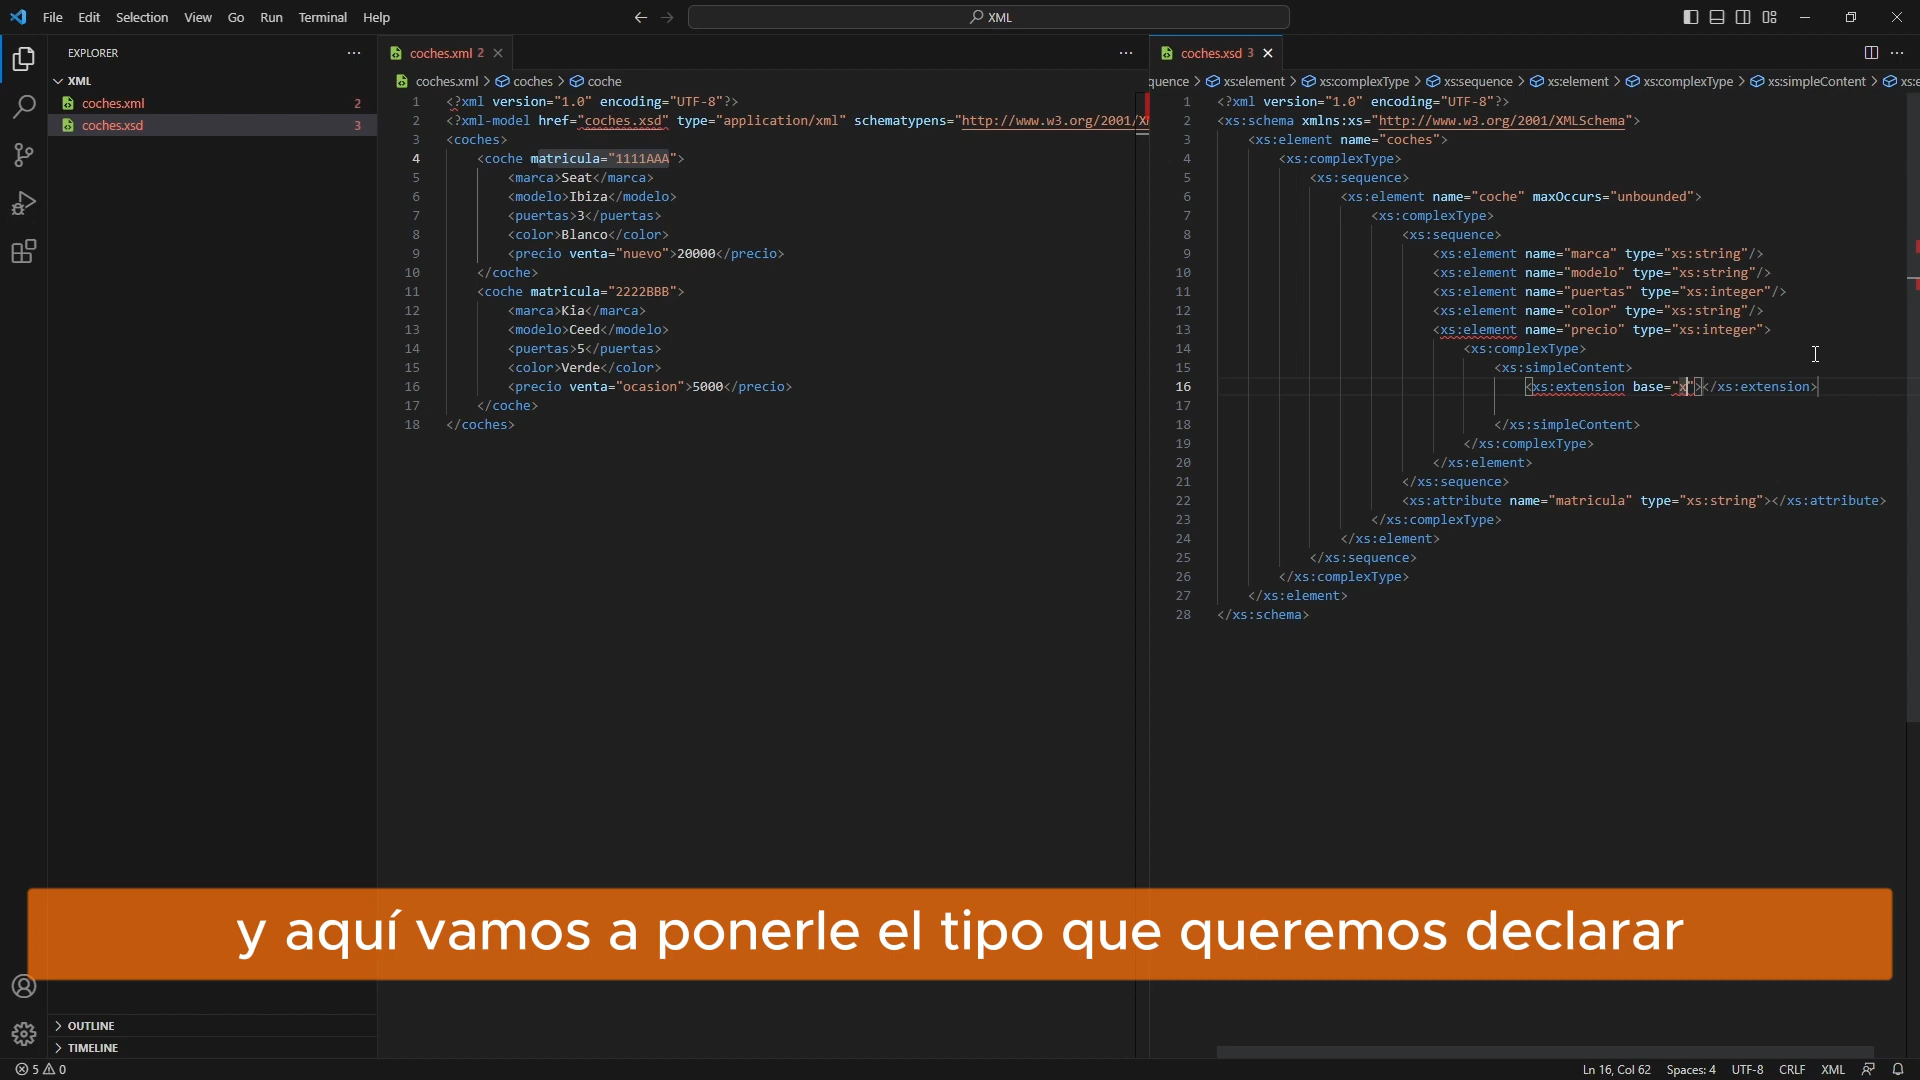 File Edit Selection View Go Run Terminal Help
XML
EXPLORER
XML
coches.xml 2
coches.xsd 3
OUTLINE
TIMELINE
coches.xml 2
coches.xml > coches > coche
1 <?xml version="1.0" encoding="UTF-8"?>
2 <?xml-model href="coches.xsd" type="application/xml" schematypens="http://www.w3.org/2001/X
3 <coches>
4 <coche matricula="1111AAA">
5 <marca>Seat</marca>
6 <modelo>Ibiza</modelo>
7 <puertas>3</puertas>
8 <color>Blanco</color>
9 <precio venta="nuevo">20000</precio>
10 </coche>
11 <coche matricula="2222BBB">
12 <marca>Kia</marca>
13 <modelo>Ceed</modelo>
14 <puertas>5</puertas>
15 <color>Verde</color>
16 <precio venta="ocasion">5000</precio>
17 </coche>
18 </coches>
coches.xsd 3
quence > xs:element > xs:complexType > xs:sequence > xs:element > xs:complexType > xs:simpleContent > xs:e
1 <?xml version="1.0" encoding="UTF-8"?>
2 <xs:schema xmlns:xs="http://www.w3.org/2001/XMLSchema">
3 <xs:element name="coches">
4 <xs:complexType>
5 <xs:sequence>
6 <xs:element name="coche" maxOccurs="unbounded">
7 <xs:complexType>
8 <xs:sequence>
9 <xs:element name="marca" type="xs:string"/>
10 <xs:element name="modelo" type="xs:string"/>
11 <xs:element name="puertas" type="xs:integer"/>
12 <xs:element name="color" type="xs:string"/>
13 <xs:element name="precio" type="xs:integer">
14 <xs:complexType>
15 <xs:simpleContent>
16 <xs:extension base="x"></xs:extension>
17
18 </xs:simpleContent>
19 </xs:complexType>
20 </xs:element>
21 </xs:sequence>
22 <xs:attribute name="matricula" type="xs:string"></xs:attribute>
23 </xs:complexType>
24 </xs:element>
25 </xs:sequence>
26 </xs:complexType>
27 </xs:element>
28 </xs:schema>
y aquí vamos a ponerle el tipo que queremos declarar
5 0
Ln 16, Col 62 Spaces: 4 UTF-8 CRLF XML